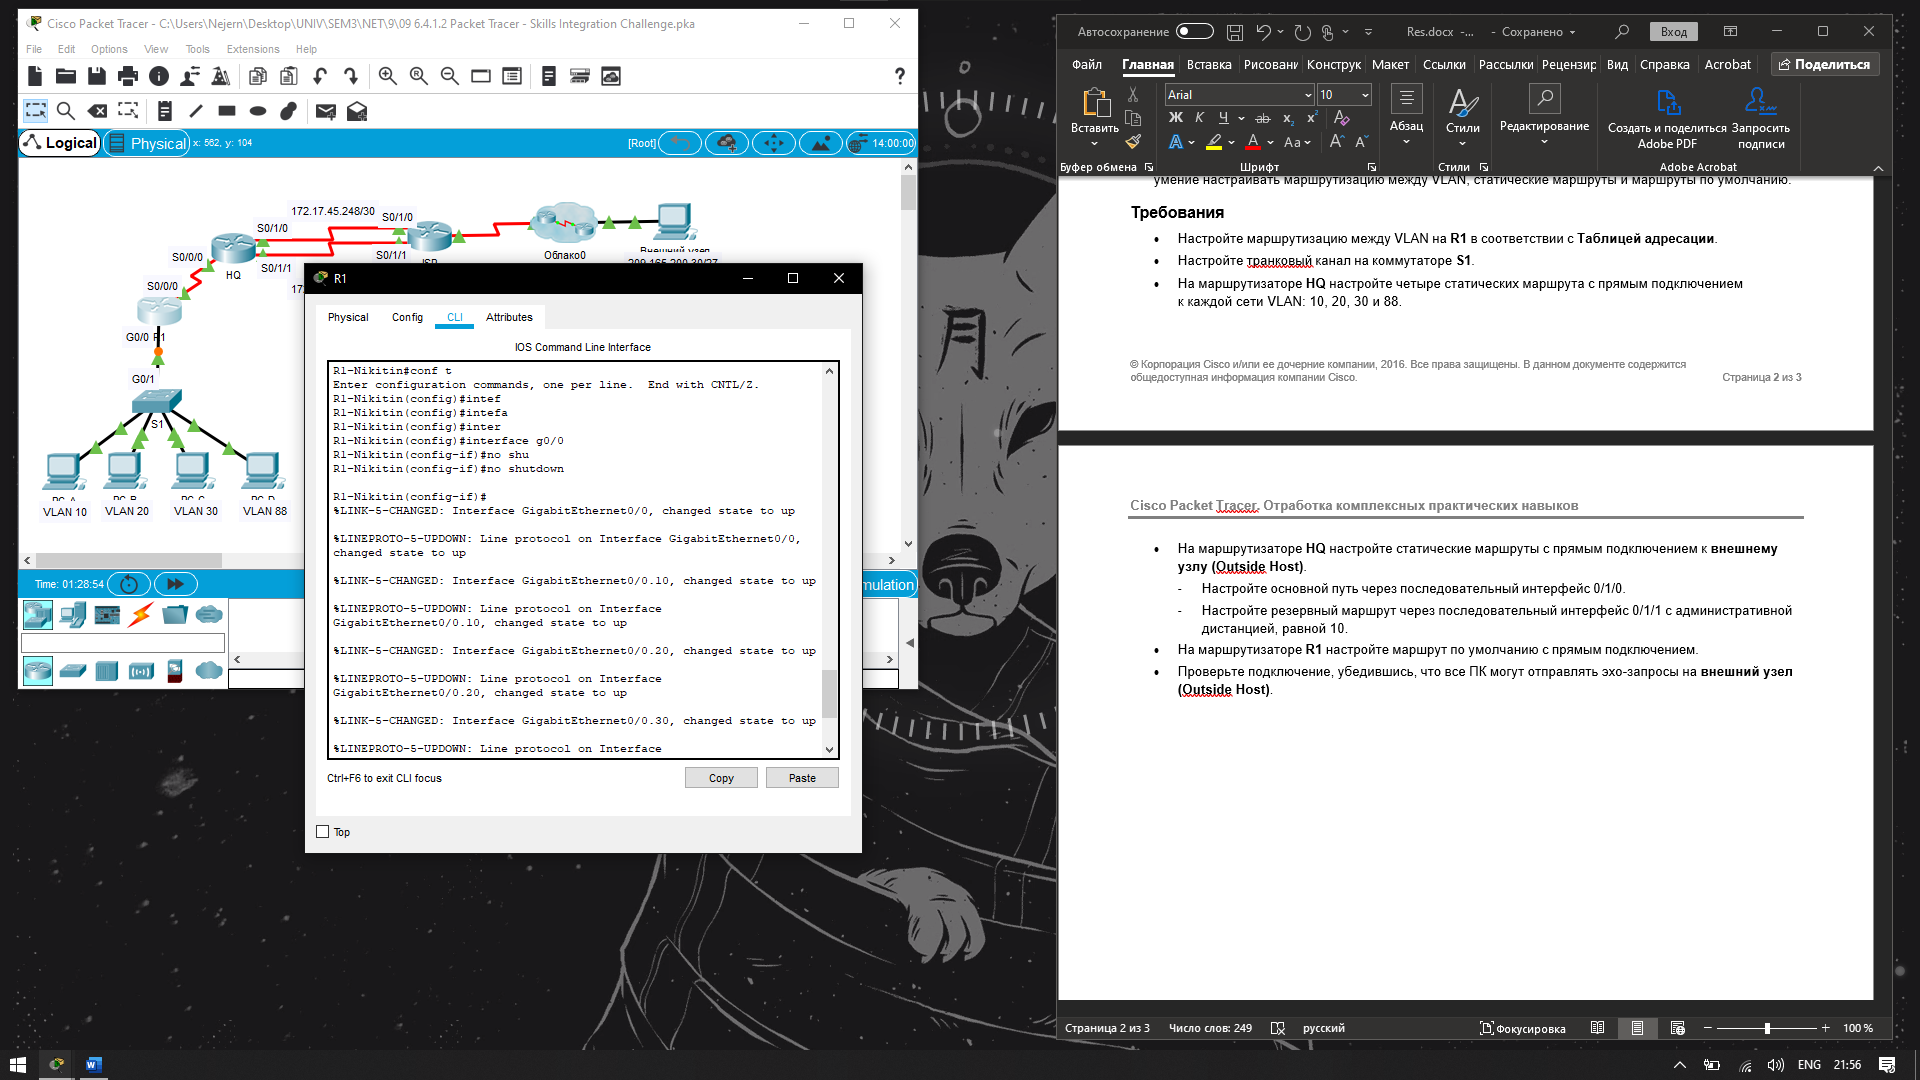 Cisco Packet Tracer - C:\Users\Nejern\Desktop\UNIV\SEM3\NET\9\09 6.4.1.2 Packet Tracer - Skills Integration Challenge.pka
File Edit Options View Tools Extensions Help
Logical Physical x: 562, y: 104 [Root] 14:00:00
172.17.45.248/30
S0/1/0
S0/1/0
S0/0/0
S0/1/1
S0/1/1
HQ
Облако0
Внешний узел
209.165.200.30/27
S0/0/0
G0/0 R1
G0/1
S1
VLAN 10 VLAN 20 VLAN 30 VLAN 88
Time: 01:28:54
R1
Physical Config CLI Attributes
IOS Command Line Interface
R1-Nikitin#conf t
Enter configuration commands, one per line. End with CNTL/Z.
R1-Nikitin(config)#intef
R1-Nikitin(config)#intefa
R1-Nikitin(config)#inter
R1-Nikitin(config)#interface g0/0
R1-Nikitin(config-if)#no shu
R1-Nikitin(config-if)#no shutdown
R1-Nikitin(config-if)#
%LINK-5-CHANGED: Interface GigabitEthernet0/0, changed state to up
%LINEPROTO-5-UPDOWN: Line protocol on Interface GigabitEthernet0/0,
changed state to up
%LINK-5-CHANGED: Interface GigabitEthernet0/0.10, changed state to up
%LINEPROTO-5-UPDOWN: Line protocol on Interface
GigabitEthernet0/0.10, changed state to up
%LINK-5-CHANGED: Interface GigabitEthernet0/0.20, changed state to up
%LINEPROTO-5-UPDOWN: Line protocol on Interface
GigabitEthernet0/0.20, changed state to up
%LINK-5-CHANGED: Interface GigabitEthernet0/0.30, changed state to up
%LINEPROTO-5-UPDOWN: Line protocol on Interface
Ctrl+F6 to exit CLI focus
Copy Paste
Top
月
Автосохранение Res.docx -... - Сохранено Вход
Файл Главная Вставка Рисовани Конструк Макет Ссылки Рассылки Рецензир Вид Справка Acrobat Поделиться
Вставить
Arial 10
Ж К Ч ab x₂ x²
Aa
Абзац
Стили
Редактирование
Создать и поделиться Adobe PDF
Запросить подписи
Буфер обмена Шрифт Стили Adobe Acrobat
умение настраивать маршрутизацию между VLAN, статические маршруты и маршруты по умолчанию.
Требования
• Настройте маршрутизацию между VLAN на R1 в соответствии с Таблицей адресации.
• Настройте транковый канал на коммутаторе S1.
• На маршрутизаторе HQ настройте четыре статических маршрута с прямым подключением
к каждой сети VLAN: 10, 20, 30 и 88.
© Корпорация Cisco и/или ее дочерние компании, 2016. Все права защищены. В данном документе содержится
общедоступная информация компании Cisco. Страница 2 из 3
Cisco Packet Tracer. Отработка комплексных практических навыков
• На маршрутизаторе HQ настройте статические маршруты с прямым подключением к внешнему
узлу (Outside Host).
- Настройте основной путь через последовательный интерфейс 0/1/0.
- Настройте резервный маршрут через последовательный интерфейс 0/1/1 с административной
дистанцией, равной 10.
• На маршрутизаторе R1 настройте маршрут по умолчанию с прямым подключением.
• Проверьте подключение, убедившись, что все ПК могут отправлять эхо-запросы на внешний узел
(Outside Host).
Страница 2 из 3 Число слов: 249 русский Фокусировка 100 %
ENG 21:56